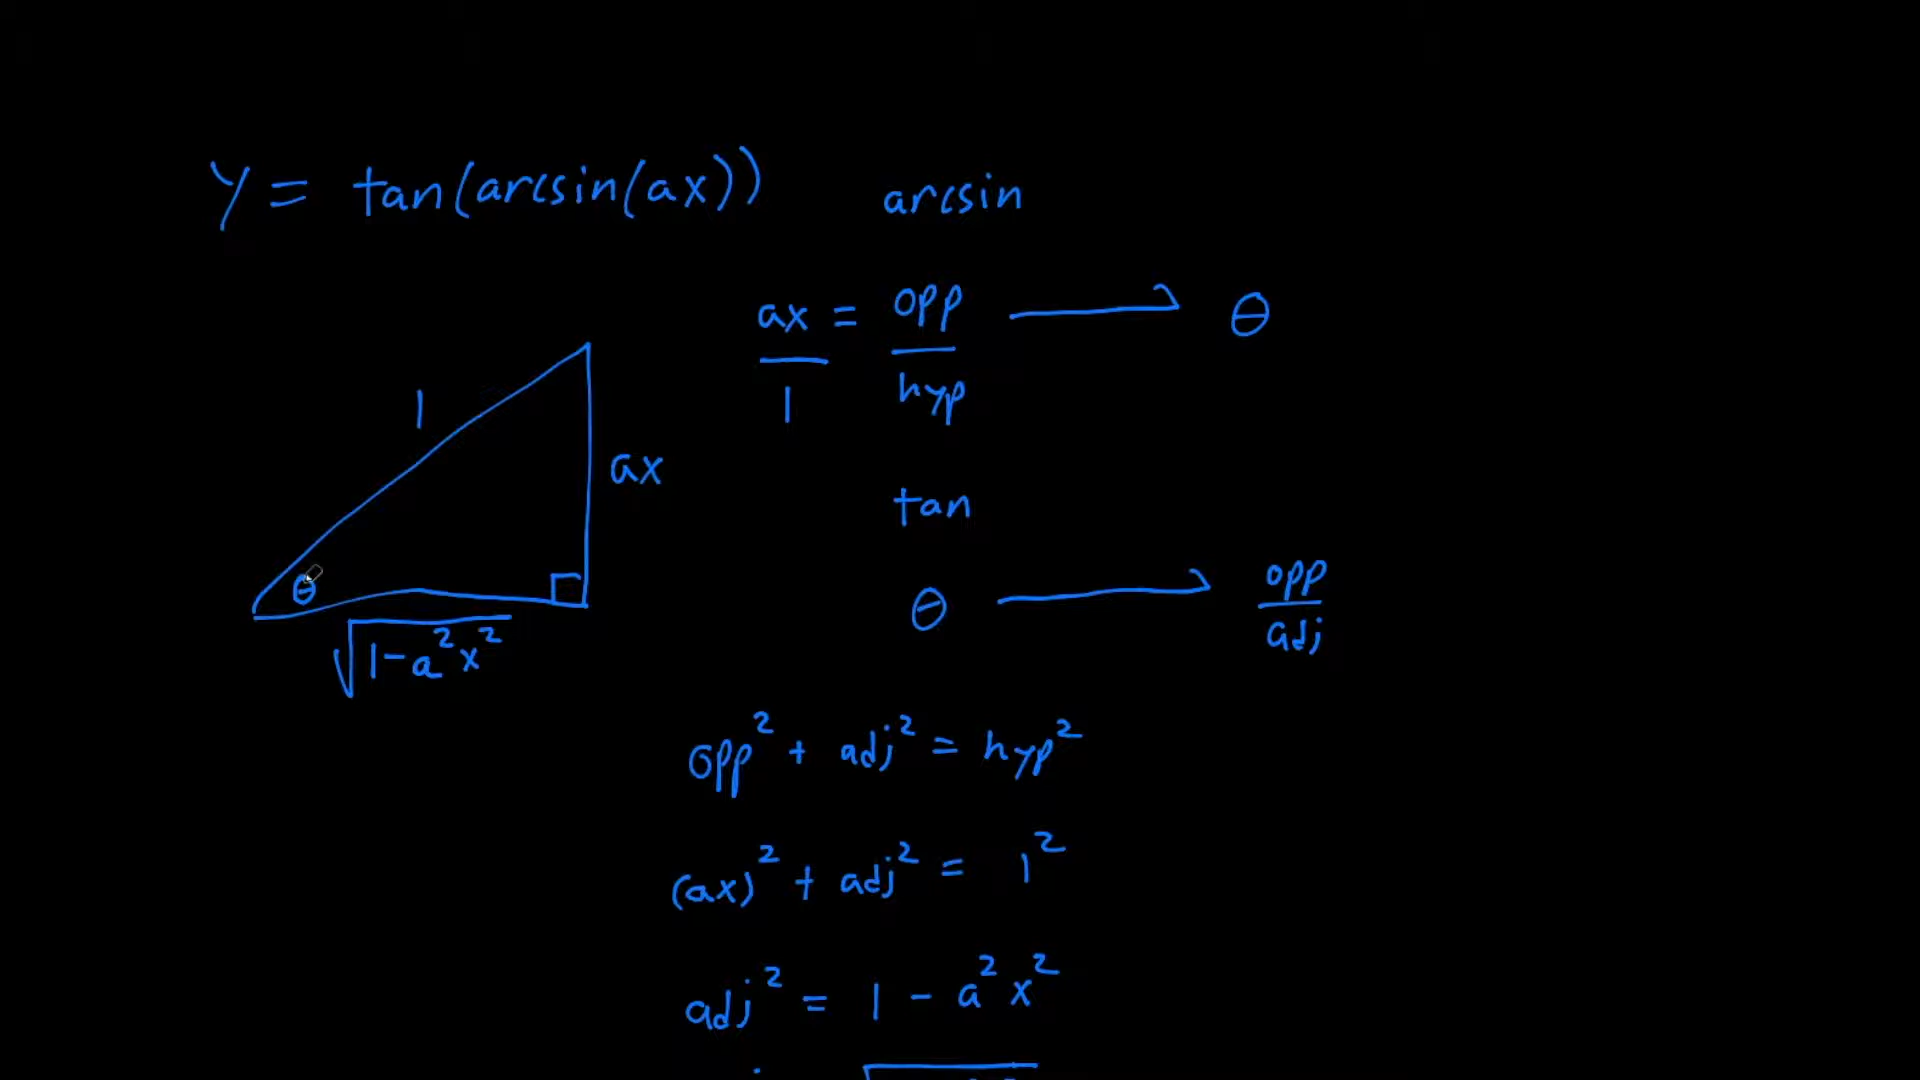 Y = tan(arcsin(ax))
arcsin
ax/1 = opp/hyp → θ
1
ax
θ
√(1-a²x²)
tan
θ → opp/adj
opp² + adj² = hyp²
(ax)² + adj² = 1²
adj² = 1 - a²x²